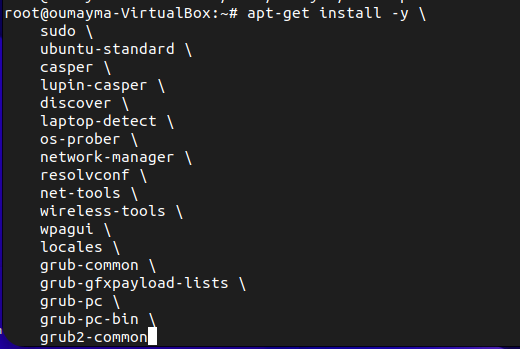 root@oumayma-VirtualBox:~# apt-get install -y \
sudo \
ubuntu-standard \
casper \
lupin-casper \
discover \
laptop-detect \
os-prober \
network-manager \
resolvconf \
net-tools \
wireless-tools \
wpagui \
locales \
grub-common \
grub-gfxpayload-lists \
grub-pc \
grub-pc-bin \
grub2-common